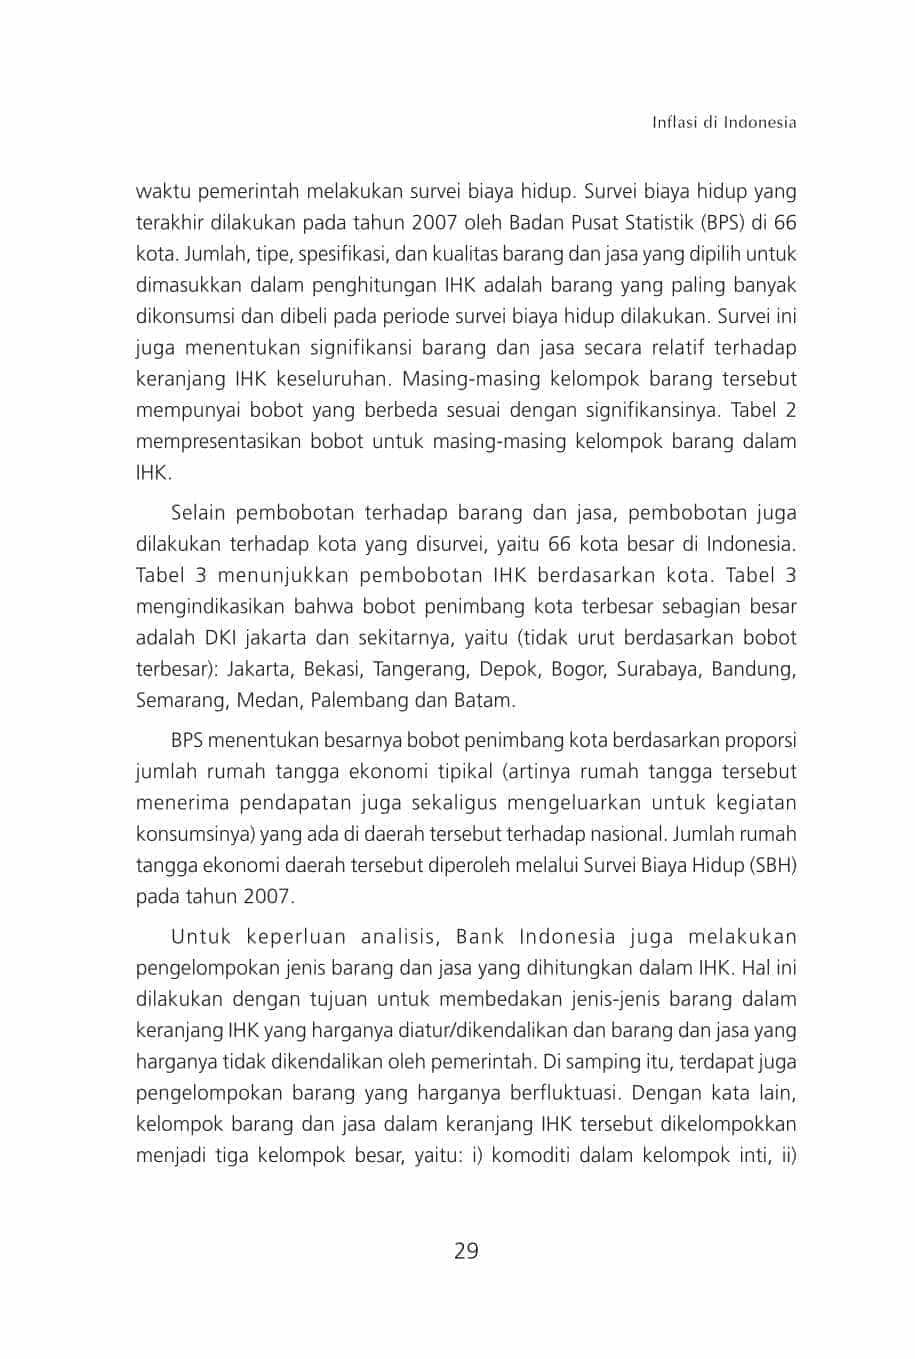 Inflasi di Indonesia
waktu pemerintah melakukan survei biaya hidup. Survei biaya hidup yang
terakhir dilakukan pada tahun 2007 oleh Badan Pusat Statistik (BPS) di 66
kota. Jumlah, tipe, spesifikasi, dan kualitas barang dan jasa yang dipilih untuk
dimasukkan dalam penghitungan IHK adalah barang yang paling banyak
dikonsumsi dan dibeli pada periode survei biaya hidup dilakukan. Survei ini
juga menentukan signifikansi barang dan jasa secara relatif terhadap
keranjang IHK keseluruhan. Masing-masing kelompok barang tersebut
mempunyai bobot yang berbeda sesuai dengan signifikansinya. Tabel 2
mempresentasikan bobot untuk masing-masing kelompok barang dalam
IHK.
Selain pembobotan terhadap barang dan jasa, pembobotan juga
dilakukan terhadap kota yang disurvei, yaitu 66 kota besar di Indonesia.
Tabel 3 menunjukkan pembobotan IHK berdasarkan kota. Tabel 3
mengindikasikan bahwa bobot penimbang kota terbesar sebagian besar
adalah DKI jakarta dan sekitarnya, yaitu (tidak urut berdasarkan bobot
terbesar): Jakarta, Bekasi, Tangerang, Depok, Bogor, Surabaya, Bandung,
Semarang, Medan, Palembang dan Batam.
BPS menentukan besarnya bobot penimbang kota berdasarkan proporsi
jumlah rumah tangga ekonomi tipikal (artinya rumah tangga tersebut
menerima pendapatan juga sekaligus mengeluarkan untuk kegiatan
konsumsinya) yang ada di daerah tersebut terhadap nasional. Jumlah rumah
tangga ekonomi daerah tersebut diperoleh melalui Survei Biaya Hidup (SBH)
pada tahun 2007.
Untuk keperluan analisis, Bank Indonesia juga melakukan
pengelompokan jenis barang dan jasa yang dihitungkan dalam IHK. Hal ini
dilakukan dengan tujuan untuk membedakan jenis-jenis barang dalam
keranjang IHK yang harganya diatur/dikendalikan dan barang dan jasa yang
harganya tidak dikendalikan oleh pemerintah. Di samping itu, terdapat juga
pengelompokan barang yang harganya berfluktuasi. Dengan kata lain,
kelompok barang dan jasa dalam keranjang IHK tersebut dikelompokkan
menjadi tiga kelompok besar, yaitu: i) komoditi dalam kelompok inti, ii)
29